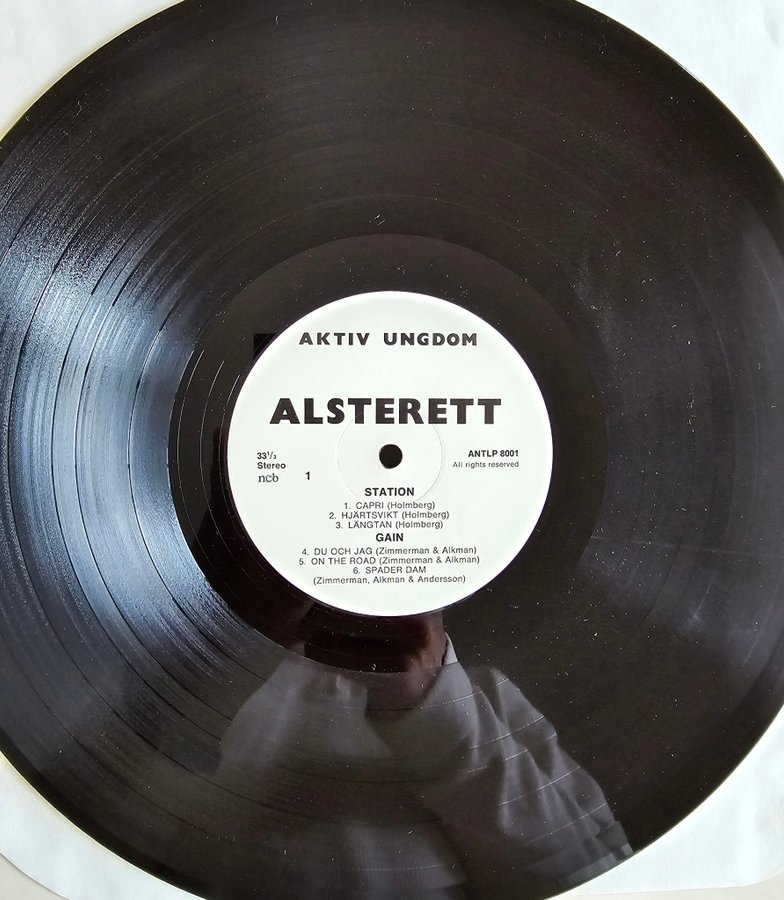 AKTIV UNGDOM
ALSTERETT
33⅓
Stereo
ncb
1
ANTLP 8001
All rights reserved
STATION
1. CAPRI (Holmberg)
2. HJÄRTSVIKT (Holmberg)
3. LÄNGTAN (Holmberg)
GAIN
4. DU OCH JAG (Zimmerman & Alkman)
5. ON THE ROAD (Zimmerman & Alkman)
6. SPADER DAM
(Zimmerman, Alkman & Andersson)